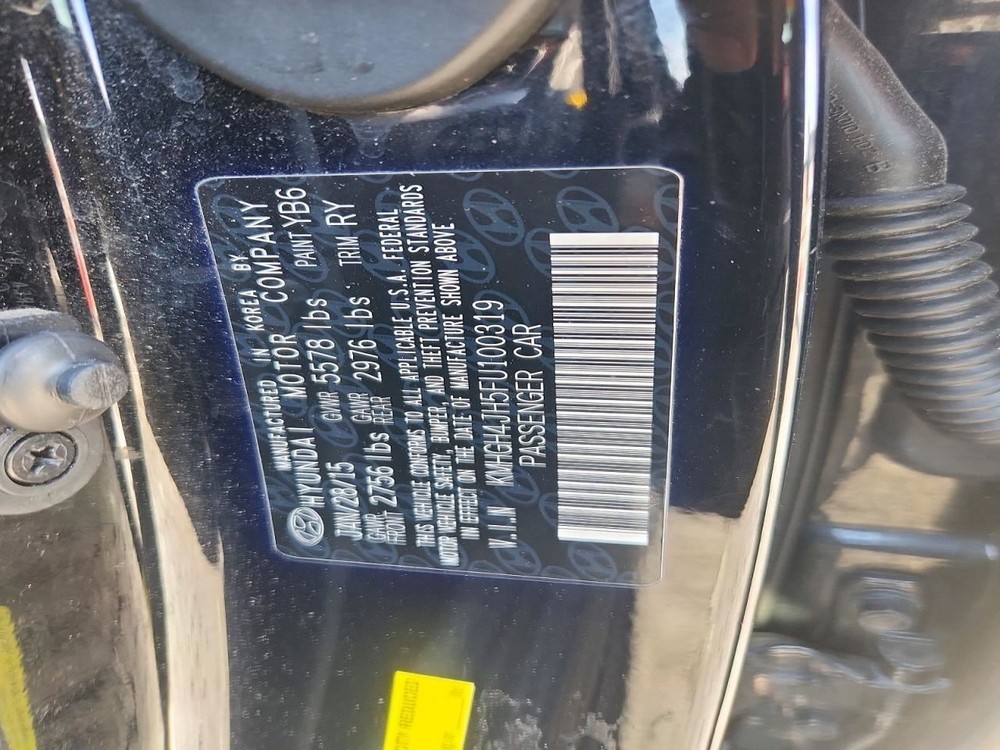 MANUFACTURED IN KOREA BY
HYUNDAI MOTOR COMPANY
JAN/28/15 GVWR 5578 lbs PAINT YB6
GAWR FRONT 2756 lbs GAWR REAR 2976 lbs TRIM RY
THIS VEHICLE CONFORMS TO ALL APPLICABLE U.S.A. FEDERAL
MOTOR VEHICLE SAFETY, BUMPER, AND THEFT PREVENTION STANDARDS
IN EFFECT ON THE DATE OF MANUFACTURE SHOWN ABOVE
V.I.N KMHGH4JH5FU100319
PASSENGER CAR